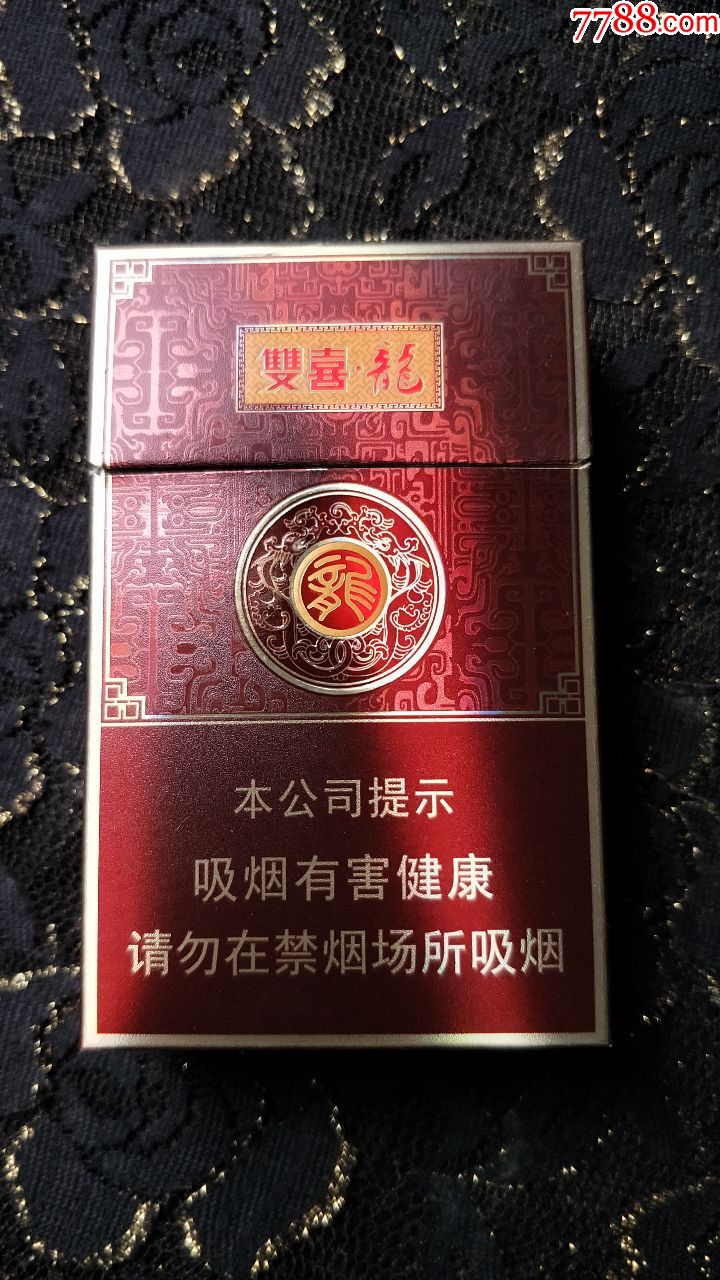 7788.com
雙喜·龍
龍
本公司提示
吸烟有害健康
请勿在禁烟场所吸烟